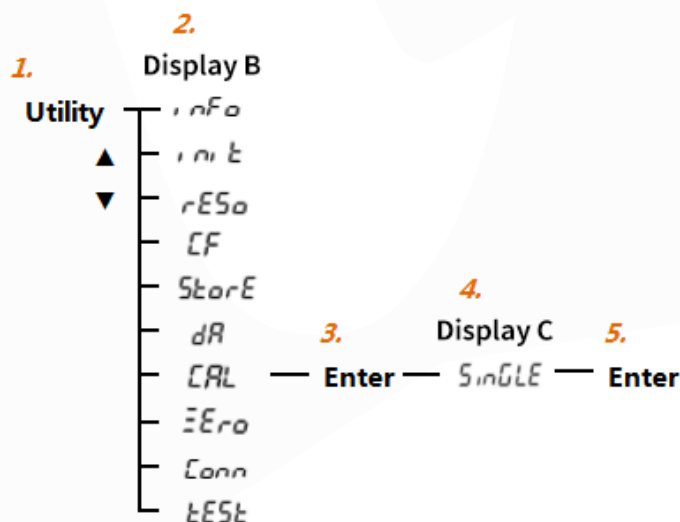 2.
1. Display B
Utility inFo
▲ init
▼ rESo
CF
4.
StorE
3. Display C 5.
dA
CAL Enter SinGLE Enter
ZEro
Conn
tESt